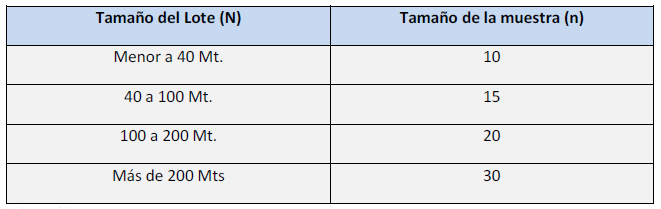 Tamaño del Lote (N) Tamaño de la muestra (n)
Menor a 40 Mt. 10
40 a 100 Mt. 15
100 a 200 Mt. 20
Más de 200 Mts 30